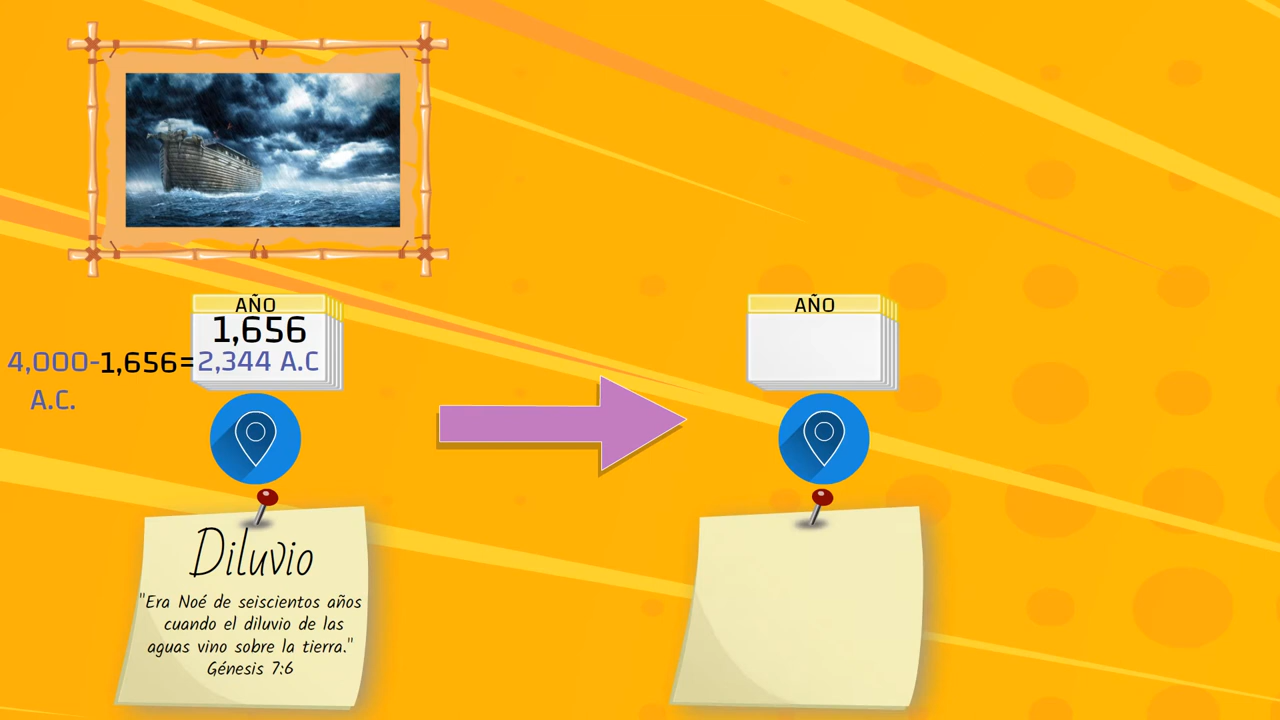 AÑO
1,656
4,000-1,656=2,344 A.C
A.C.
Diluvio
"Era Noé de seiscientos años
cuando el diluvio de las
aguas vino sobre la tierra."
Génesis 7:6
AÑO